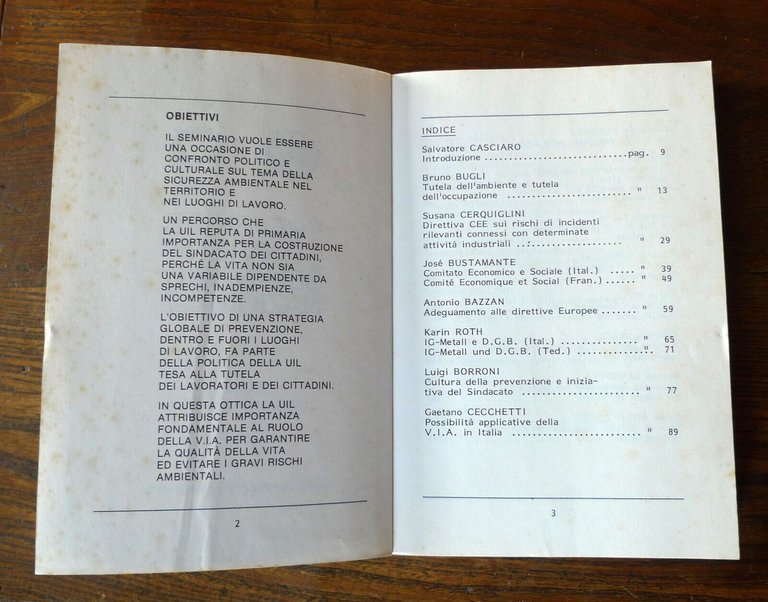 OBIETTIVI
IL SEMINARIO VUOLE ESSERE
UNA OCCASIONE DI
CONFRONTO POLITICO E
CULTURALE SUL TEMA DELLA
SICUREZZA AMBIENTALE NEL
TERRITORIO E
NEI LUOGHI DI LAVORO.
UN PERCORSO CHE
LA UIL REPUTA DI PRIMARIA
IMPORTANZA PER LA COSTRUZIONE
DEL SINDACATO DEI CITTADINI,
PERCHÉ LA VITA NON SIA
UNA VARIABILE DIPENDENTE DA
SPRECHI, INADEMPIENZE,
INCOMPETENZE.
L'OBIETTIVO DI UNA STRATEGIA
GLOBALE DI PREVENZIONE,
DENTRO E FUORI I LUOGHI
DI LAVORO, FA PARTE
DELLA POLITICA DELLA UIL
TESA ALLA TUTELA
DEI LAVORATORI E DEI CITTADINI.
IN QUESTA OTTICA LA UIL
ATTRIBUISCE IMPORTANZA
FONDAMENTALE AL RUOLO
DELLA V.I.A. PER GARANTIRE
LA QUALITÀ DELLA VITA
ED EVITARE I GRAVI RISCHI
AMBIENTALI.
2
INDICE
Salvatore CASCIARO
Introduzione ..........................pag. 9
Bruno BUGLI
Tutela dell'ambiente e tutela
dell'occupazione ...................... " 13
Susana CERQUIGLINI
Direttiva CEE sui rischi di incidenti
rilevanti connessi con determinate
attività industriali .................. " 29
José BUSTAMANTE
Comitato Economico e Sociale (Ital.) ..... " 39
Comité Economique et Social (Fran.) ...... " 49
Antonio BAZZAN
Adeguamento alle direttive Europee ....... " 59
Karin ROTH
IG-Metall e D.G.B. (Ital.) ............... " 65
IG-Metall und D.G.B. (Ted.) .............. " 71
Luigi BORRONI
Cultura della prevenzione e inizia-
tiva del Sindacato .................... " 77
Gaetano CECCHETTI
Possibilità applicative della
V.I.A. in Italia ...................... " 89
3